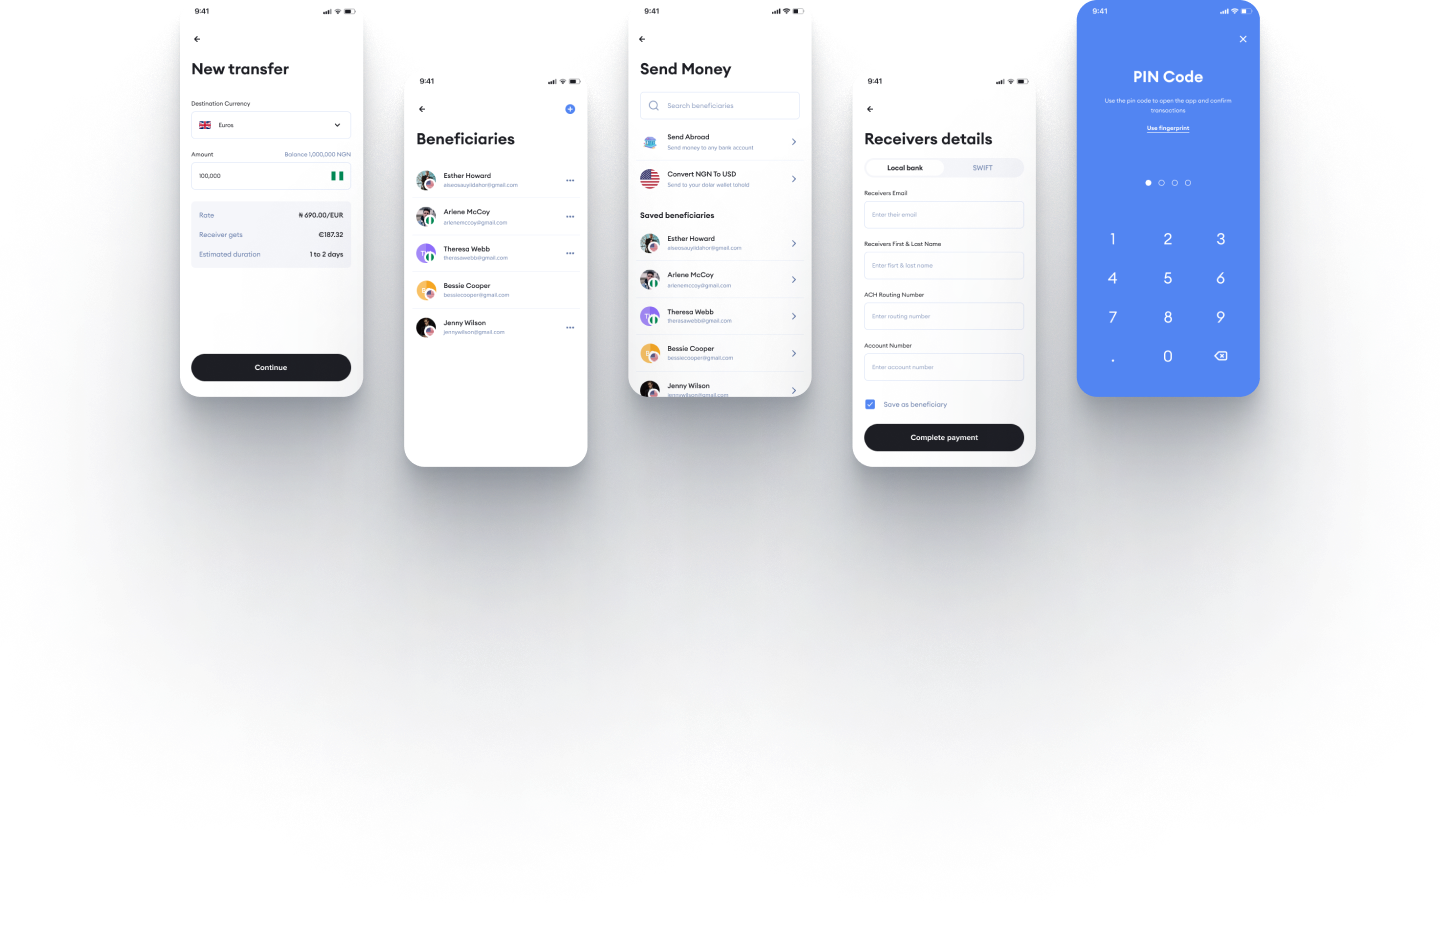 9:41
New transfer
Destination Currency
Euros
Amount
Balance 1,000,000 NGN
100,000
Rate
₦ 690.00/EUR
Receiver gets
€187.32
Estimated duration
1 to 2 days
Continue
9:41
Beneficiaries
Esther Howard
Arlene McCoy
arlenemccoy@gmail.com
Theresa Webb
theresawebb@gmail.com
Bessie Cooper
bessiecooper@gmail.com
Jenny Wilson
jennywilson@gmail.com
9:41
Send Money
Search beneficiaries
Send Abroad
Send money to any bank account
Convert NGN To USD
Send to your dolar wallet
Saved beneficiaries
Esther Howard
Arlene McCoy
arlenemccoy@gmail.com
Theresa Webb
theresawebb@gmail.com
Bessie Cooper
bessiecooper@gmail.com
Jenny Wilson
jennywilson@gmail.com
9:41
Receivers details
Local bank
SWIFT
Receivers Email
Enter their email
Receivers First & Last Name
Enter fisrt & last name
ACH Routing Number
Enter routing number
Account Number
Enter account number
Save as beneficiary
Complete payment
9:41
PIN Code
Use the pin code to open the app and confirm
transactions
Use fingerprint
1 2 3
4 5 6
7 8 9
. 0